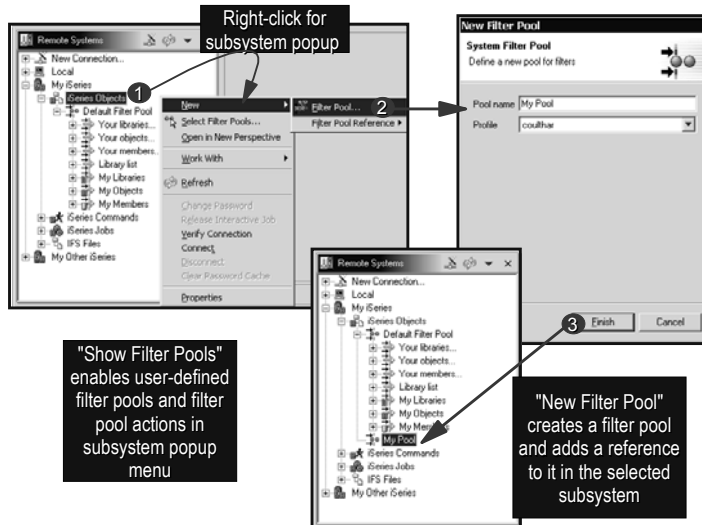 Right-click for
subsystem popup
Remote Systems
New Connection...
Local
My iSeries
iSeries Objects
Default Filter Pool
Your libraries...
Your objects...
Your members...
Library list
My Libraries
My Objects
My Members
iSeries Commands
iSeries Jobs
IFS Files
My Other iSeries
1
New
Select Filter Pools...
Open in New Perspective
Work With
Refresh
Change Password
Release Interactive Job
Verify Connection
Connect
Disconnect
Clear Password Cache
Properties
Filter Pool...
Filter Pool Reference
2
New Filter Pool
System Filter Pool
Define a new pool for filters
Pool name My Pool
Profile coulthar
3 Finish Cancel
Remote Systems
New Connection...
Local
My iSeries
iSeries Objects
Default Filter Pool
Your libraries...
Your objects...
Your members...
Library list
My Libraries
My Objects
My Members
My Pool
iSeries Commands
iSeries Jobs
IFS Files
My Other iSeries
"Show Filter Pools"
enables user-defined
filter pools and filter
pool actions in
subsystem popup
menu
"New Filter Pool"
creates a filter pool
and adds a reference
to it in the selected
subsystem